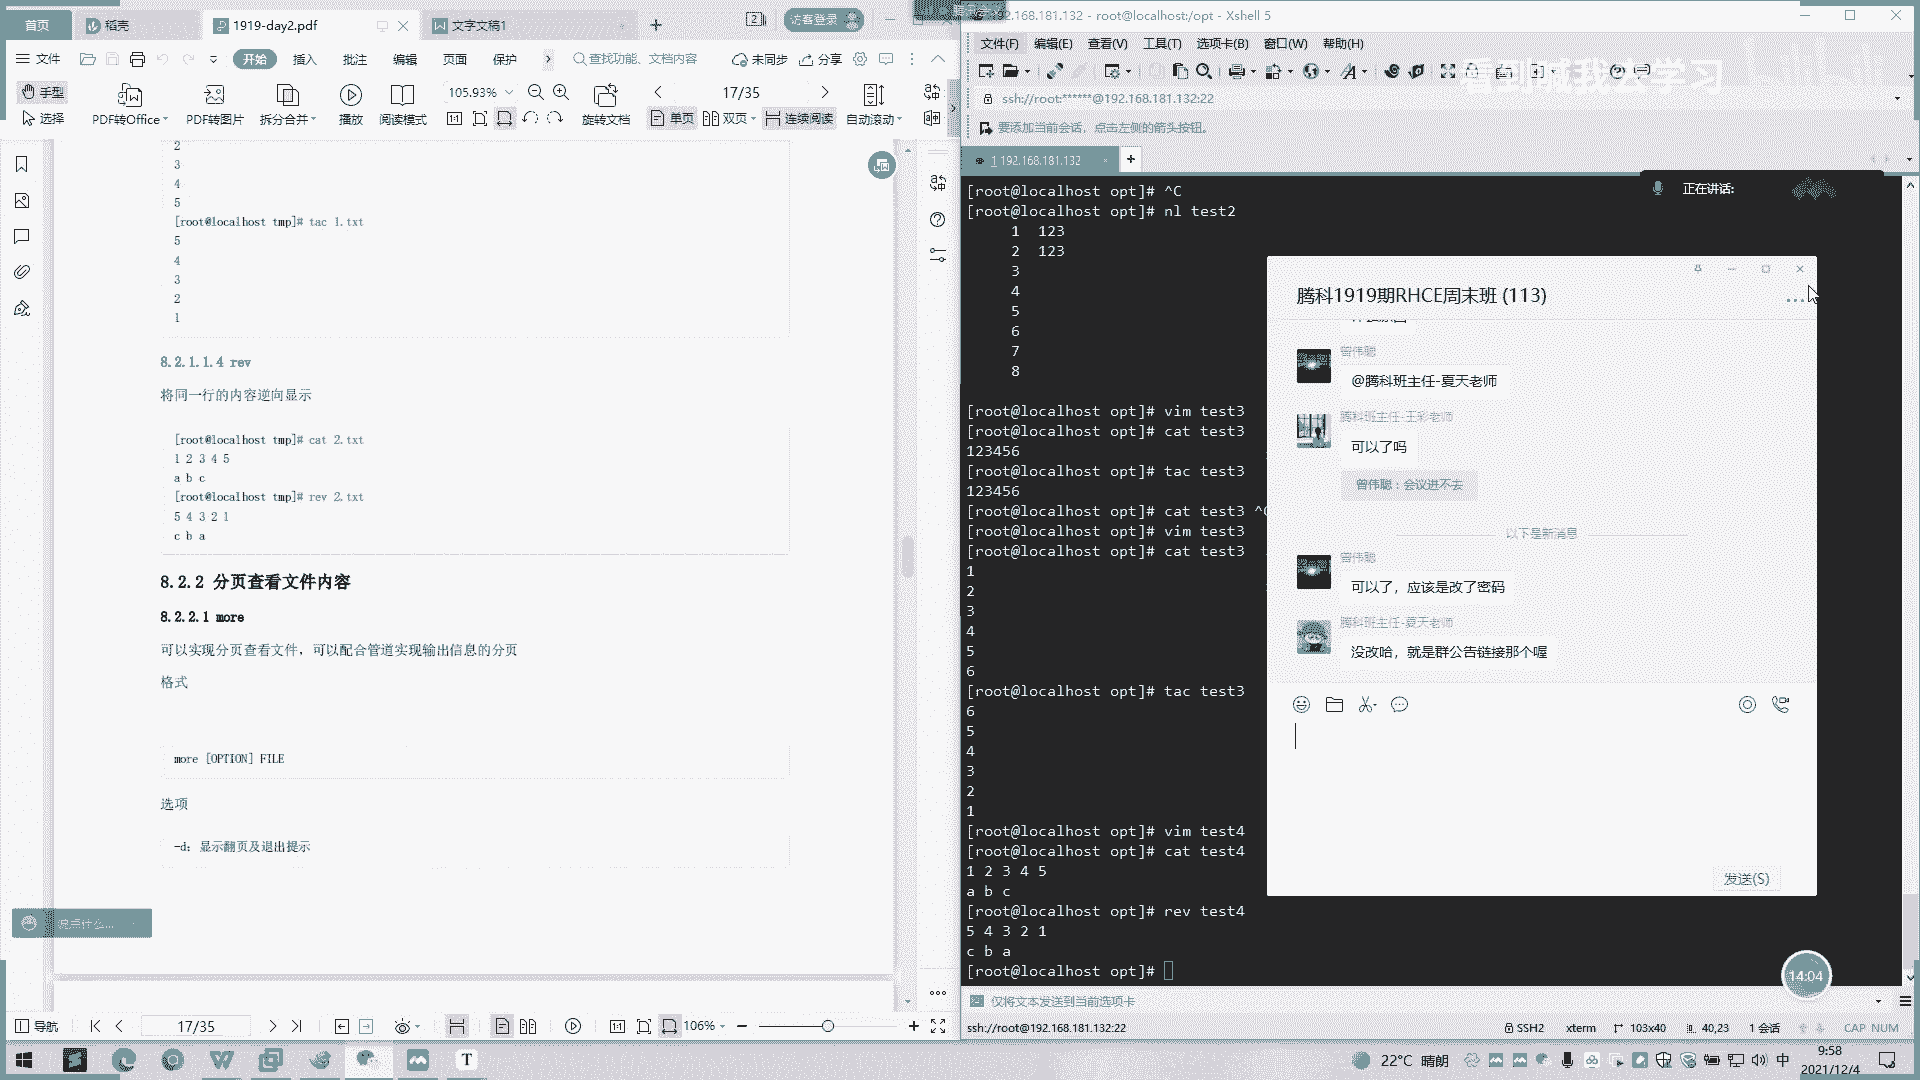 首页
稻壳
1919-day2.pdf
文字文稿1
访客登录
文件
开始
插入
批注
编辑
页面
保护
查找功能、文档内容
未同步
分享
手型
选择
PDF转Office
PDF转图片
拆分合并
播放
阅读模式
105.93%
旋转文档
17/35
单页
双页
连续阅读
自动滚动
2
3
4
5
[root@localhost tmp]# tac 1.txt
5
4
3
2
1
8.2.1.1.4 rev
将同一行的内容逆向显示
[root@localhost tmp]# cat 2.txt
1 2 3 4 5
a b c
[root@localhost tmp]# rev 2.txt
5 4 3 2 1
c b a
8.2.2 分页查看文件内容
8.2.2.1 more
可以实现分页查看文件，可以配合管道实现输出信息的分页
格式
more [OPTION] FILE
选项
-d: 显示翻页及退出提示
说点什么...
导航
17/35
106%
192.168.181.132 - root@localhost:/opt - Xshell 5
文件(F) 编辑(E) 查看(V) 工具(T) 选项卡(B) 窗口(W) 帮助(H)
看到喊我去学习
ssh://root:******@192.168.181.132:22
要添加当前会话，点击左侧的箭头按钮。
1 192.168.181.132
正在讲话:
[root@localhost opt]# ^C
[root@localhost opt]# nl test2
1 123
2 123
3
4
5
6
7
8
[root@localhost opt]# vim test3
[root@localhost opt]# cat test3
123456
[root@localhost opt]# tac test3
123456
[root@localhost opt]# cat test3 ^C
[root@localhost opt]# vim test3
[root@localhost opt]# cat test3
1
2
3
4
5
6
[root@localhost opt]# tac test3
6
5
4
3
2
1
[root@localhost opt]# vim test4
[root@localhost opt]# cat test4
1 2 3 4 5
a b c
[root@localhost opt]# rev test4
5 4 3 2 1
c b a
[root@localhost opt]#
腾科1919期RHCE周末班 (113)
曾伟聪
@腾科班主任-夏天老师
腾科班主任-王彩老师
可以了吗
曾伟聪：会议进不去
以下是新消息
曾伟聪
可以了，应该是改了密码
腾科班主任-夏天老师
没改哈，就是群公告链接那个喔
发送(S)
14:04
仅将文本发送到当前选项卡
ssh://root@192.168.181.132:22
SSH2
xterm
103x40
40,23
1 会话
CAP NUM
22°C 晴朗
中
9:58
2021/12/4